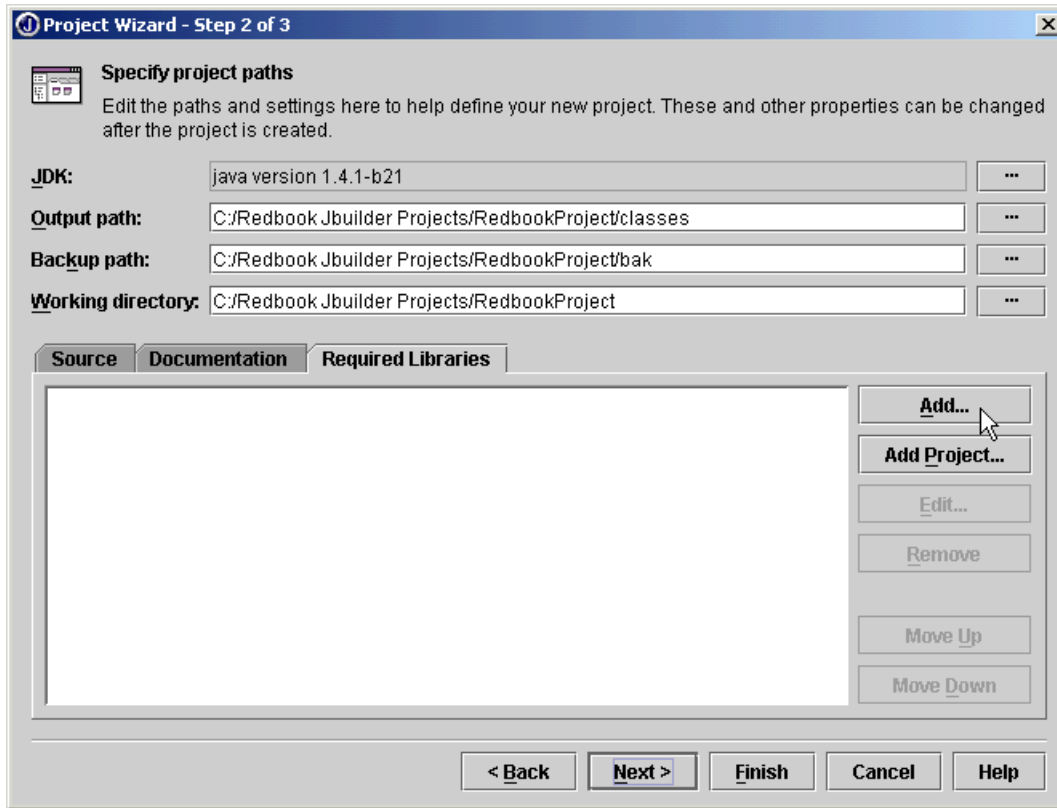 Project Wizard - Step 2 of 3
Specify project paths
Edit the paths and settings here to help define your new project. These and other properties can be changed
after the project is created.
JDK: java version 1.4.1-b21 ...
Output path: C:/Redbook Jbuilder Projects/RedbookProject/classes ...
Backup path: C:/Redbook Jbuilder Projects/RedbookProject/bak ...
Working directory: C:/Redbook Jbuilder Projects/RedbookProject ...
Source Documentation Required Libraries
Add...
Add Project...
Edit...
Remove
Move Up
Move Down
< Back Next > Finish Cancel Help